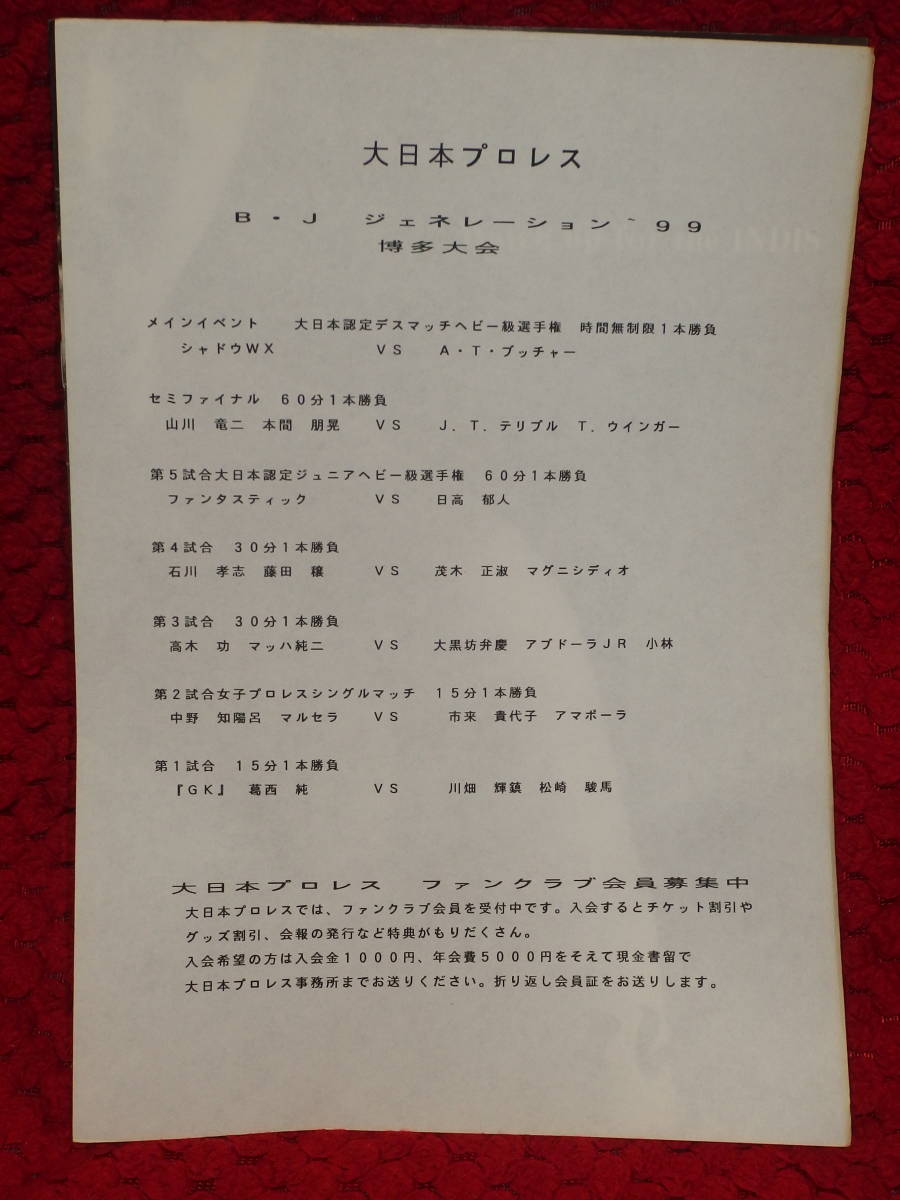 大日本プロレス
B・J ジェネレーション`99
博多大会
メインイベント 大日本認定デスマッチヘビー級選手権 時間無制限1本勝負
シャドウWX VS A・T・ブッチャー
セミファイナル 60分1本勝負
山川 竜二 本間 朋晃 VS J.T.テリブル T.ウインガー
第5試合大日本認定ジュニアヘビー級選手権 60分1本勝負
ファンタスティック VS 日高 郁人
第4試合 30分1本勝負
石川 孝志 藤田 穣 VS 茂木 正淑 マグニシディオ
第3試合 30分1本勝負
高木 功 マッハ純二 VS 大黒坊弁慶 アブドーラJR 小林
第2試合女子プロレスシングルマッチ 15分1本勝負
中野 知陽呂 マルセラ VS 市来 貴代子 アマポーラ
第1試合 15分1本勝負
『GK』 葛西 純 VS 川畑 輝鎮 松崎 駿馬
大日本プロレス ファンクラブ会員募集中
大日本プロレスでは、ファンクラブ会員を受付中です。入会するとチケット割引や
グッズ割引、会報の発行など特典がもりだくさん。
入会希望の方は入会金1000円、年会費5000円をそえて現金書留で
大日本プロレス事務所までお送りください。折り返し会員証をお送りします。